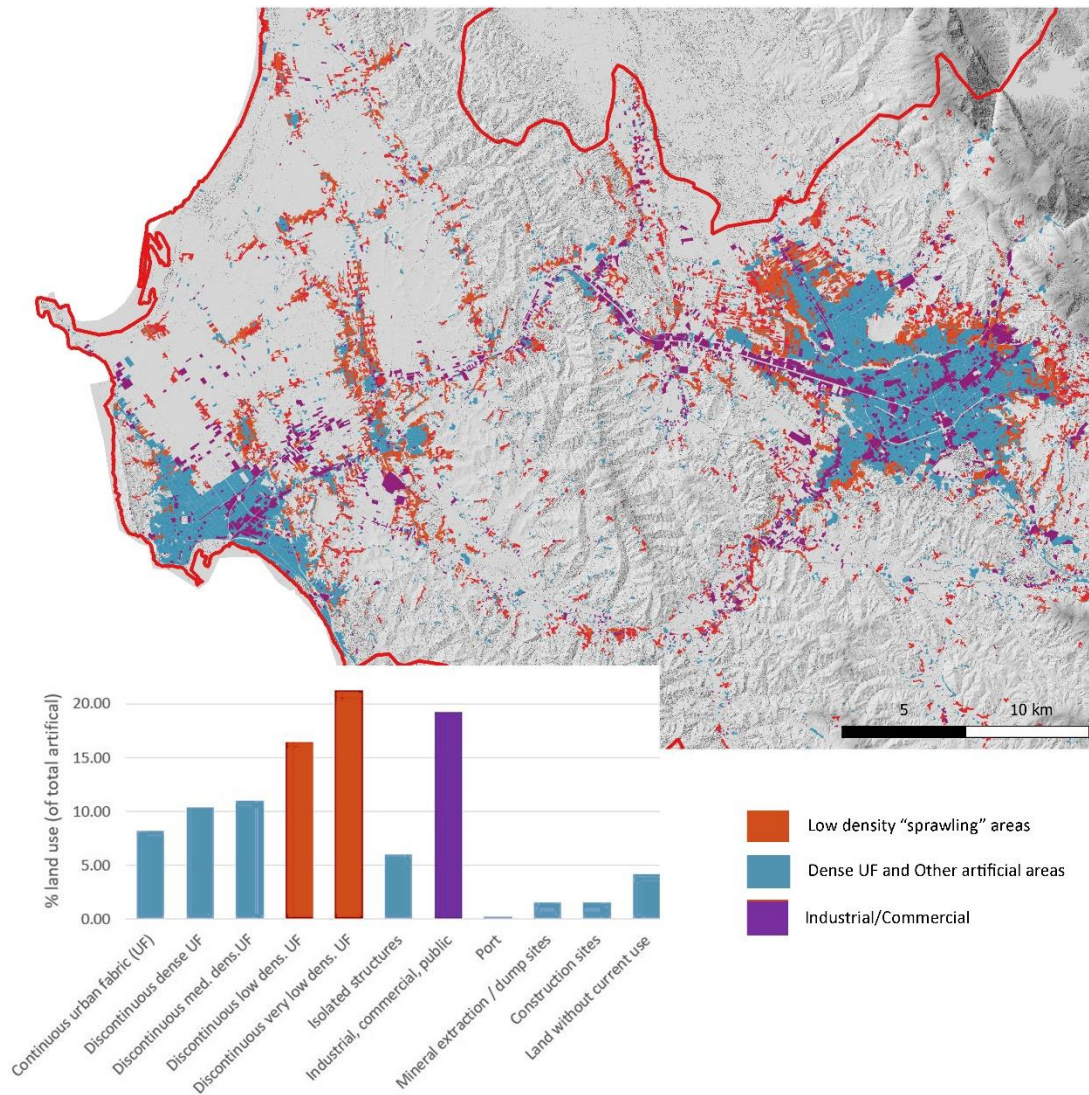 5
10 km
% land use (of total artifical)
20.00
15.00
10.00
5.00
0.00
Continuous urban fabric (UF)
Discontinuous dense UF
Discontinuous med. dens.UF
Discontinuous low dens. UF
Discontinuous very low dens. UF
Isolated structures
Industrial, commercial, public
Port
Mineral extraction / dump sites
Construction sites
Land without current use
Low density “sprawling” areas
Dense UF and Other artificial areas
Industrial/Commercial